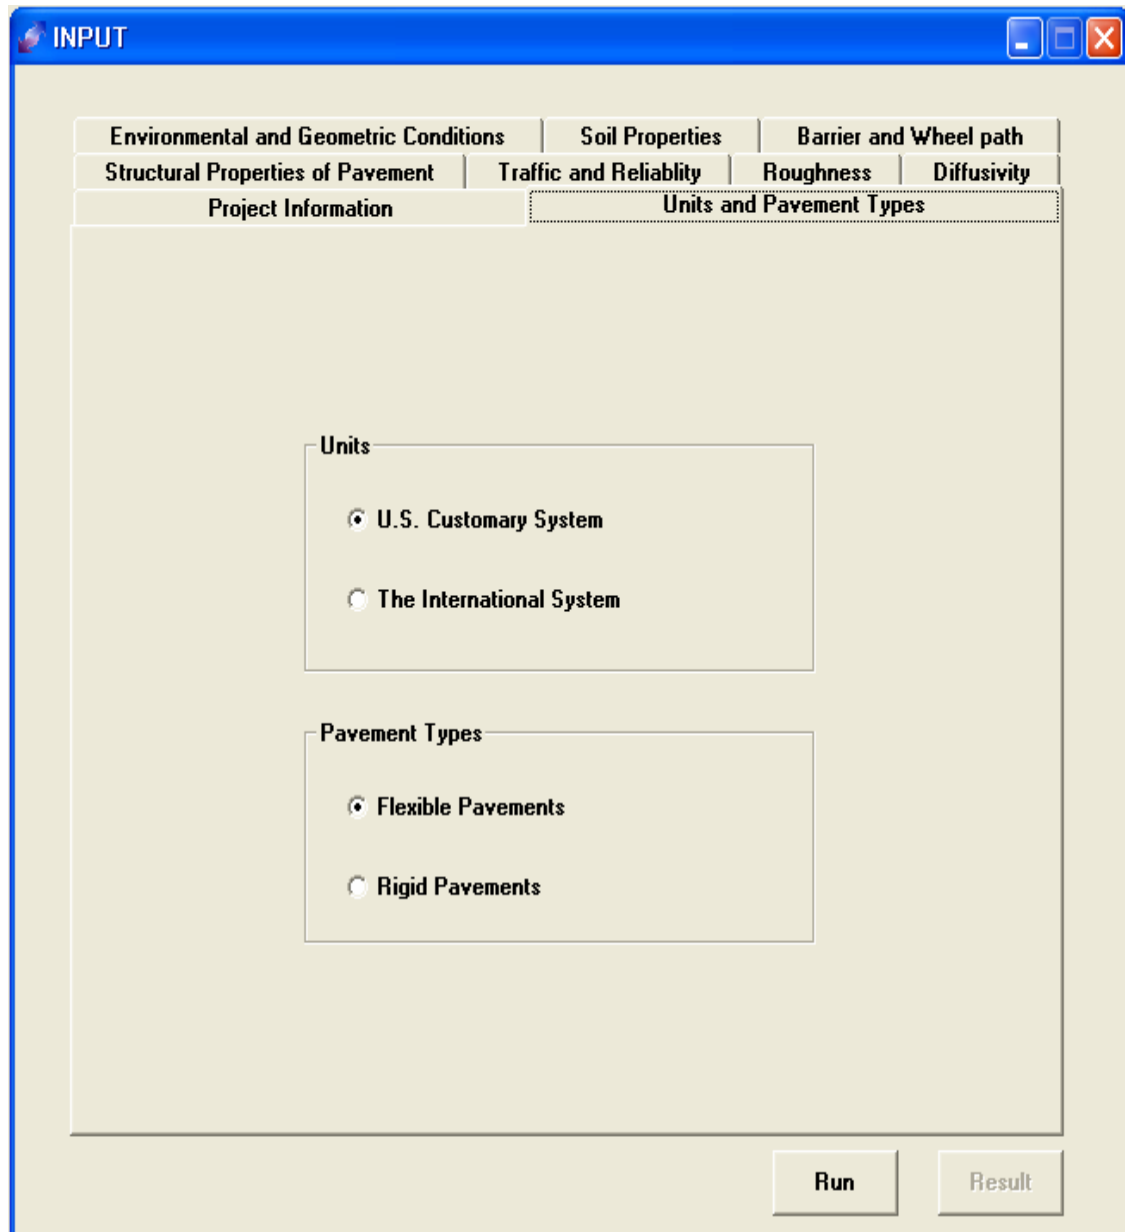 INPUT
Environmental and Geometric Conditions Soil Properties Barrier and Wheel path
Structural Properties of Pavement Traffic and Reliablity Roughness Diffusivity
Project Information Units and Pavement Types
Units
U.S. Customary System
The International System
Pavement Types
Flexible Pavements
Rigid Pavements
Run Result